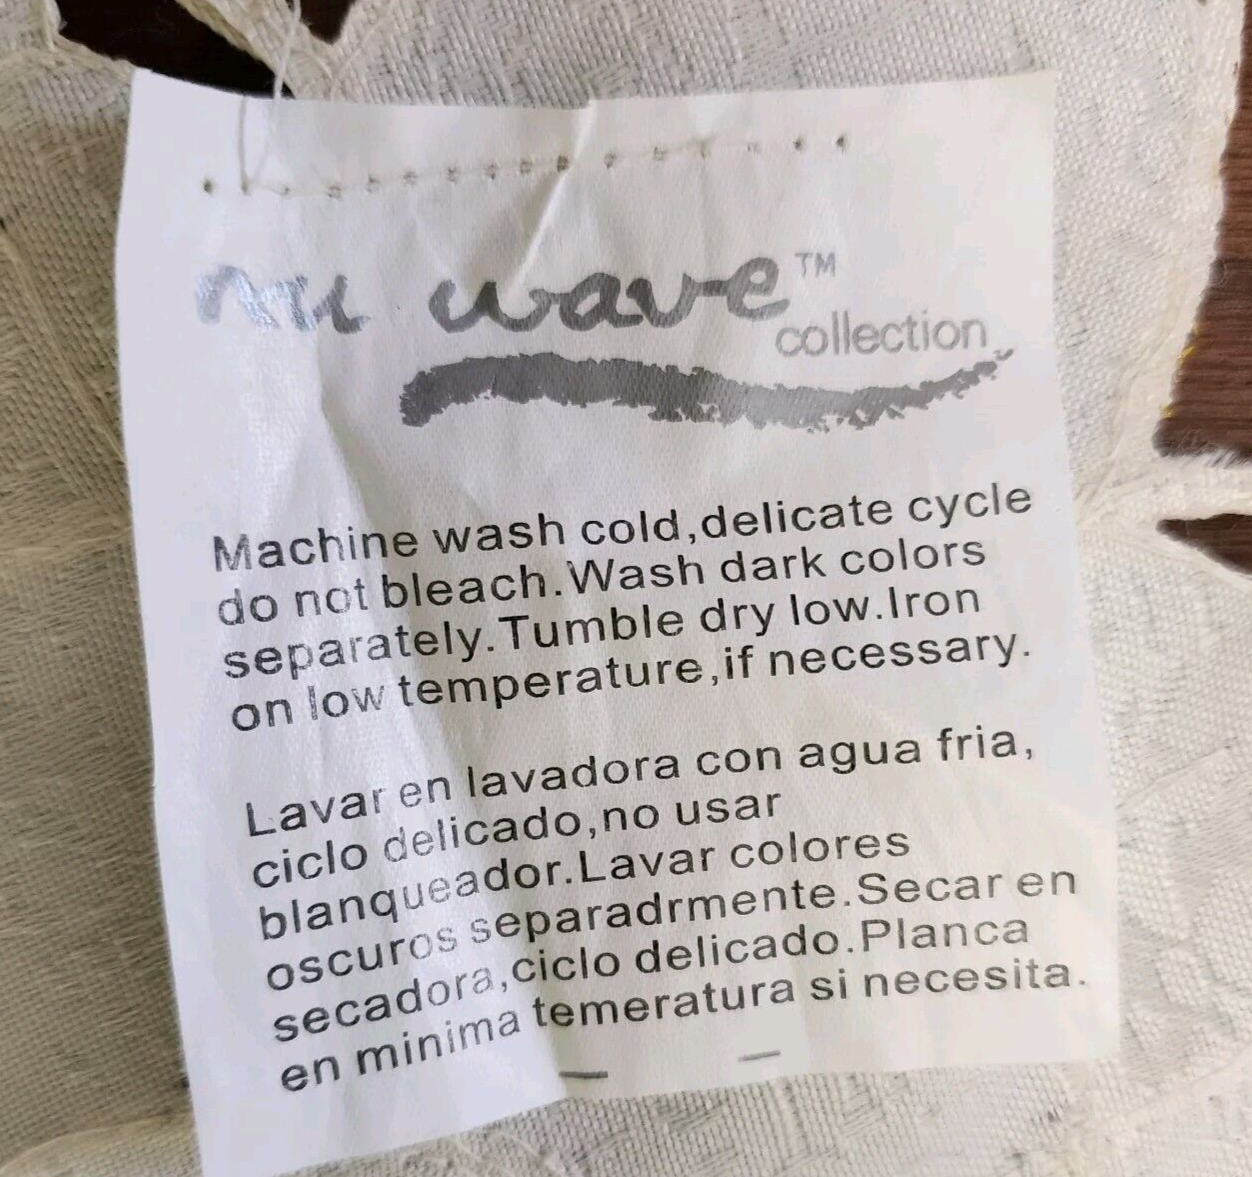 nu wave™
collection
Machine wash cold,delicate cycle
do not bleach.Wash dark colors
separately.Tumble dry low.Iron
on low temperature,if necessary.
Lavar en lavadora con agua fria,
ciclo delicado,no usar
blanqueador.Lavar colores
oscuros separadrmente.Secar en
secadora,ciclo delicado.Planca
en minima temeratura si necesita.